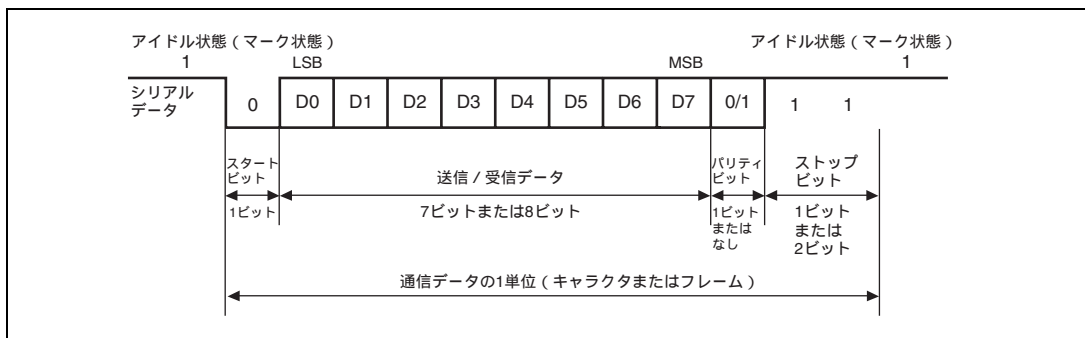 アイドル状態（マーク状態）
アイドル状態（マーク状態）
1
LSB
MSB
1
シリアル
データ
0
D0
D1
D2
D3
D4
D5
D6
D7
0/1
1
1
スタート
ビット
送信 / 受信データ
パリティ
ビット
ストップ
ビット
1ビット
7ビットまたは8ビット
1ビット
または
なし
1ビット
または
2ビット
通信データの1単位（キャラクタまたはフレーム）